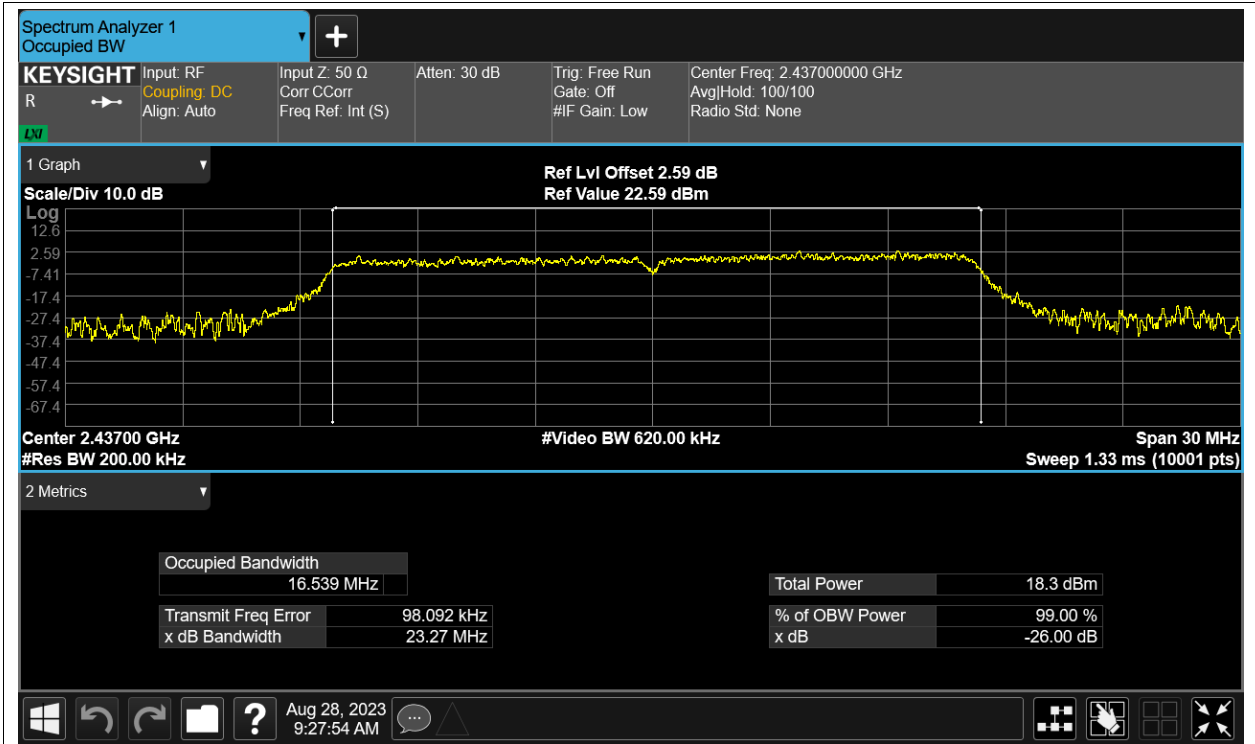 Spectrum Analyzer 1
Occupied BW
KEYSIGHT
R
LXI
Input: RF
Coupling: DC
Align: Auto
Input Z: 50 Ω
Corr CCorr
Freq Ref: Int (S)
Atten: 30 dB
Trig: Free Run
Gate: Off
#IF Gain: Low
Center Freq: 2.437000000 GHz
Avg|Hold: 100/100
Radio Std: None
1 Graph
Scale/Div 10.0 dB
Ref Lvl Offset 2.59 dB
Ref Value 22.59 dBm
Log
12.6
2.59
-7.41
-17.4
-27.4
-37.4
-47.4
-57.4
-67.4
Center 2.43700 GHz
#Res BW 200.00 kHz
#Video BW 620.00 kHz
Span 30 MHz
Sweep 1.33 ms (10001 pts)
2 Metrics
Occupied Bandwidth
16.539 MHz
Transmit Freq Error 98.092 kHz
x dB Bandwidth 23.27 MHz
Total Power 18.3 dBm
% of OBW Power 99.00 %
x dB -26.00 dB
?
Aug 28, 2023
9:27:54 AM